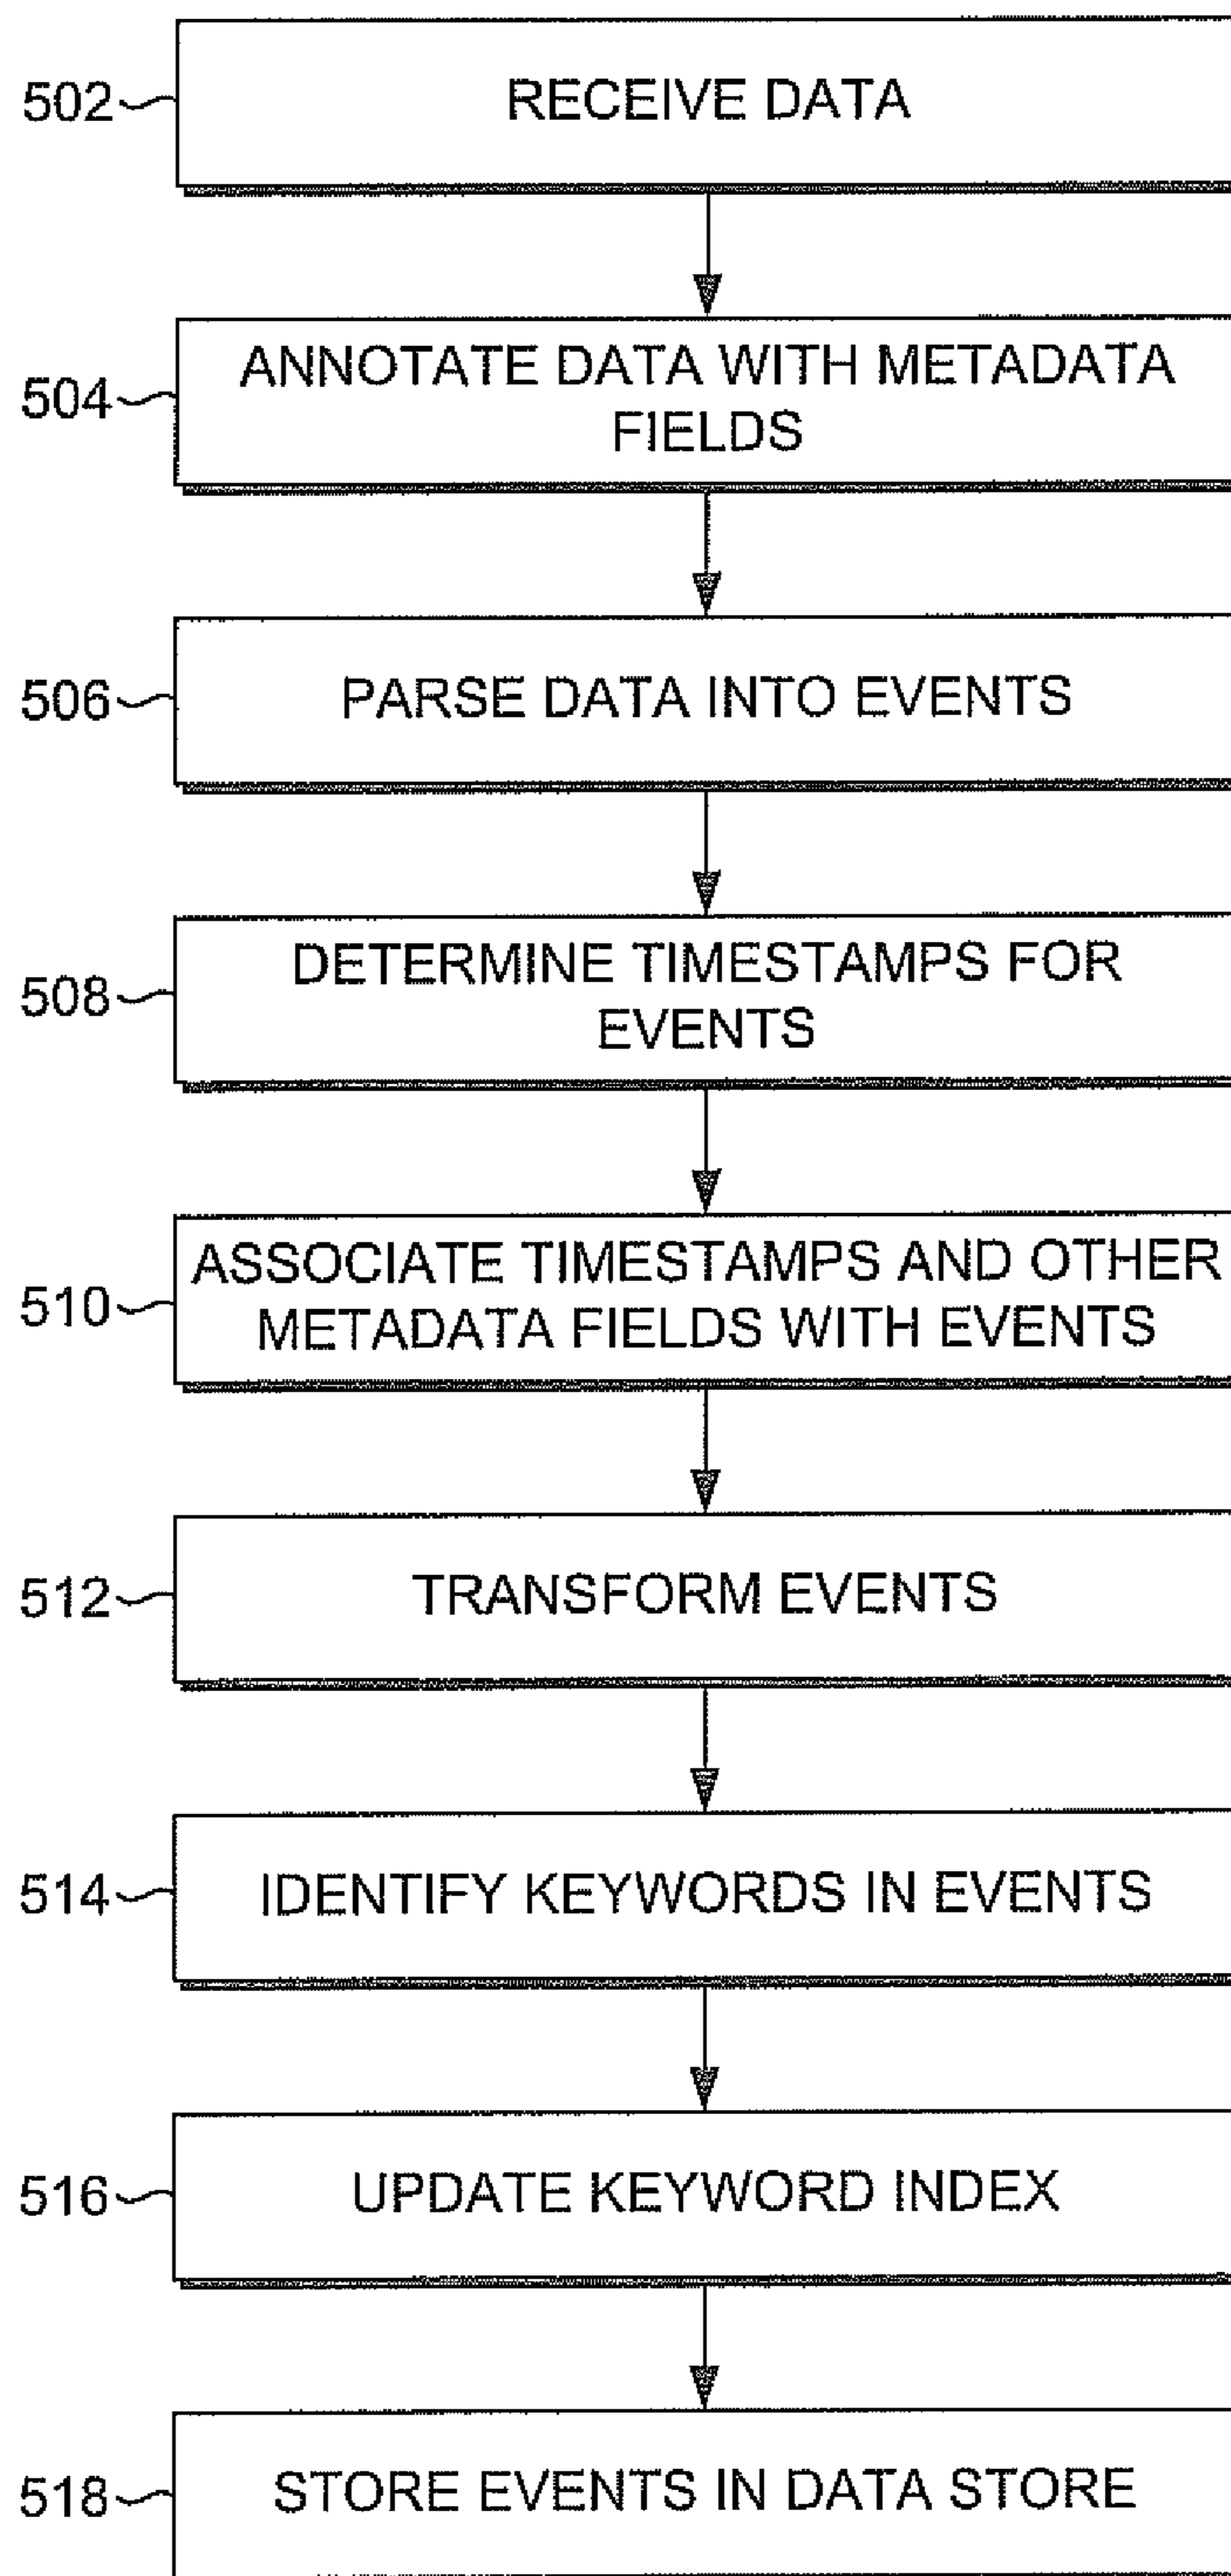 502
RECEIVE DATA
504
ANNOTATE DATA WITH METADATA
FIELDS
506
PARSE DATA INTO EVENTS
508
DETERMINE TIMESTAMPS FOR
EVENTS
510
ASSOCIATE TIMESTAMPS AND OTHER
METADATA FIELDS WITH EVENTS
512
TRANSFORM EVENTS
514
IDENTIFY KEYWORDS IN EVENTS
516
UPDATE KEYWORD INDEX
518
STORE EVENTS IN DATA STORE